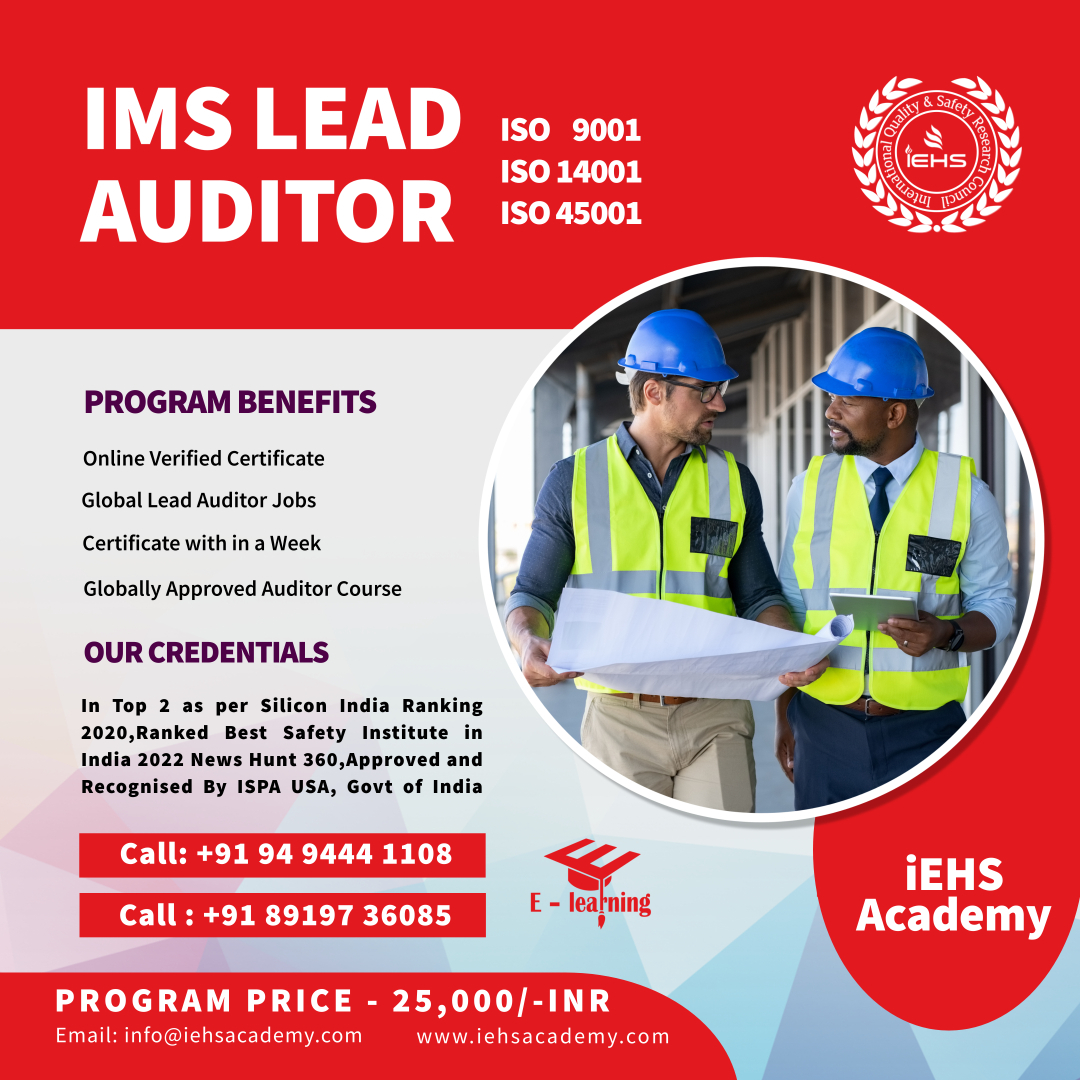 IMS LEAD
AUDITOR
ISO 9001
ISO 14001
ISO 45001
International Quality & Safety Research Council
iEHS
PROGRAM BENEFITS
Online Verified Certificate
Global Lead Auditor Jobs
Certificate with in a Week
Globally Approved Auditor Course
OUR CREDENTIALS
In Top 2 as per Silicon India Ranking
2020,Ranked Best Safety Institute in
India 2022 News Hunt 360,Approved and
Recognised By ISPA USA, Govt of India
Call: +91 94 9444 1108
Call : +91 89197 36085
E - learning
iEHS
Academy
PROGRAM PRICE - 25,000/-INR
Email: info@iehsacademy.com
www.iehsacademy.com